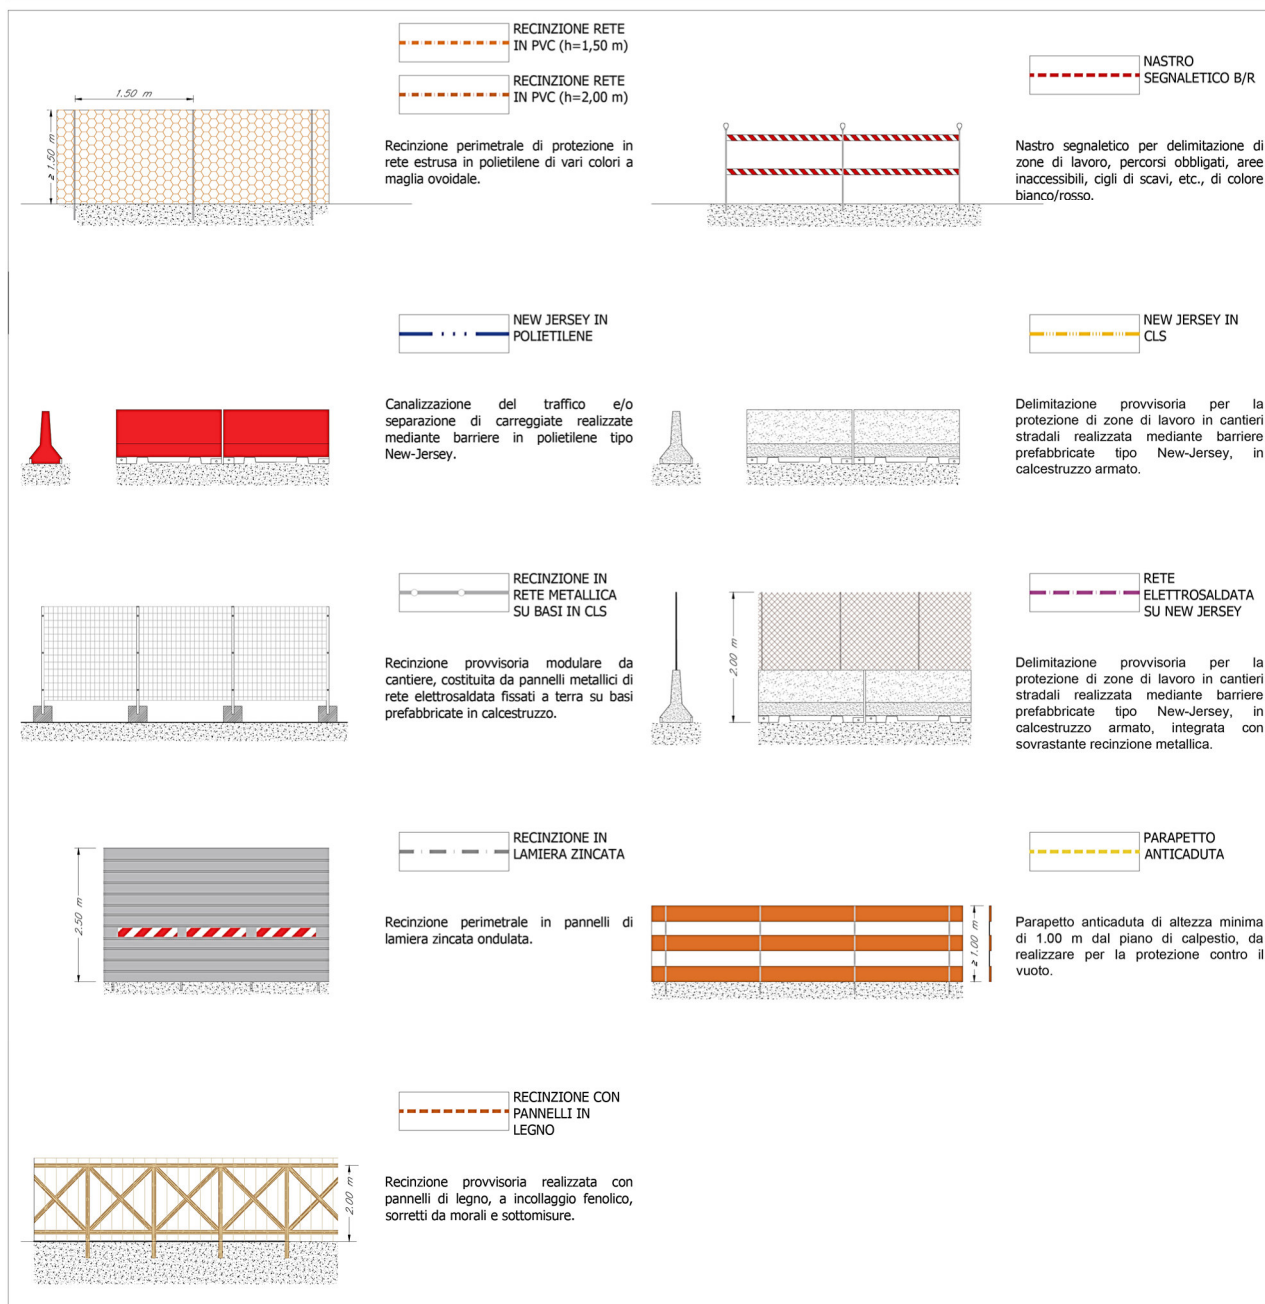 RECINZIONE RETE
IN PVC (h=1,50 m)
RECINZIONE RETE
IN PVC (h=2,00 m)
1.50 m
≥ 1.50 m
Recinzione perimetrale di protezione in
rete estrusa in polietilene di vari colori a
maglia ovoidale.
NASTRO
SEGNALETICO B/R
Nastro segnaletico per delimitazione di
zone di lavoro, percorsi obbligati, aree
inaccessibili, cigli di scavi, etc., di colore
bianco/rosso.
NEW JERSEY IN
POLIETILENE
Canalizzazione del traffico e/o
separazione di carreggiate realizzate
mediante barriere in polietilene tipo
New-Jersey.
NEW JERSEY IN
CLS
Delimitazione provvisoria per la
protezione di zone di lavoro in cantieri
stradali realizzata mediante barriere
prefabbricate tipo New-Jersey, in
calcestruzzo armato.
RECINZIONE IN
RETE METALLICA
SU BASI IN CLS
Recinzione provvisoria modulare da
cantiere, costituita da pannelli metallici di
rete elettrosaldata fissati a terra su basi
prefabbricate in calcestruzzo.
RETE
ELETTROSALDATA
SU NEW JERSEY
2.00 m
Delimitazione provvisoria per la
protezione di zone di lavoro in cantieri
stradali realizzata mediante barriere
prefabbricate tipo New-Jersey, in
calcestruzzo armato, integrata con
sovrastante recinzione metallica.
RECINZIONE IN
LAMIERA ZINCATA
2.50 m
Recinzione perimetrale in pannelli di
lamiera zincata ondulata.
PARAPETTO
ANTICADUTA
≥ 1.00 m
Parapetto anticaduta di altezza minima
di 1.00 m dal piano di calpestio, da
realizzare per la protezione contro il
vuoto.
RECINZIONE CON
PANNELLI IN
LEGNO
2.00 m
Recinzione provvisoria realizzata con
pannelli di legno, a incollaggio fenolico,
sorretti da morali e sottomisure.